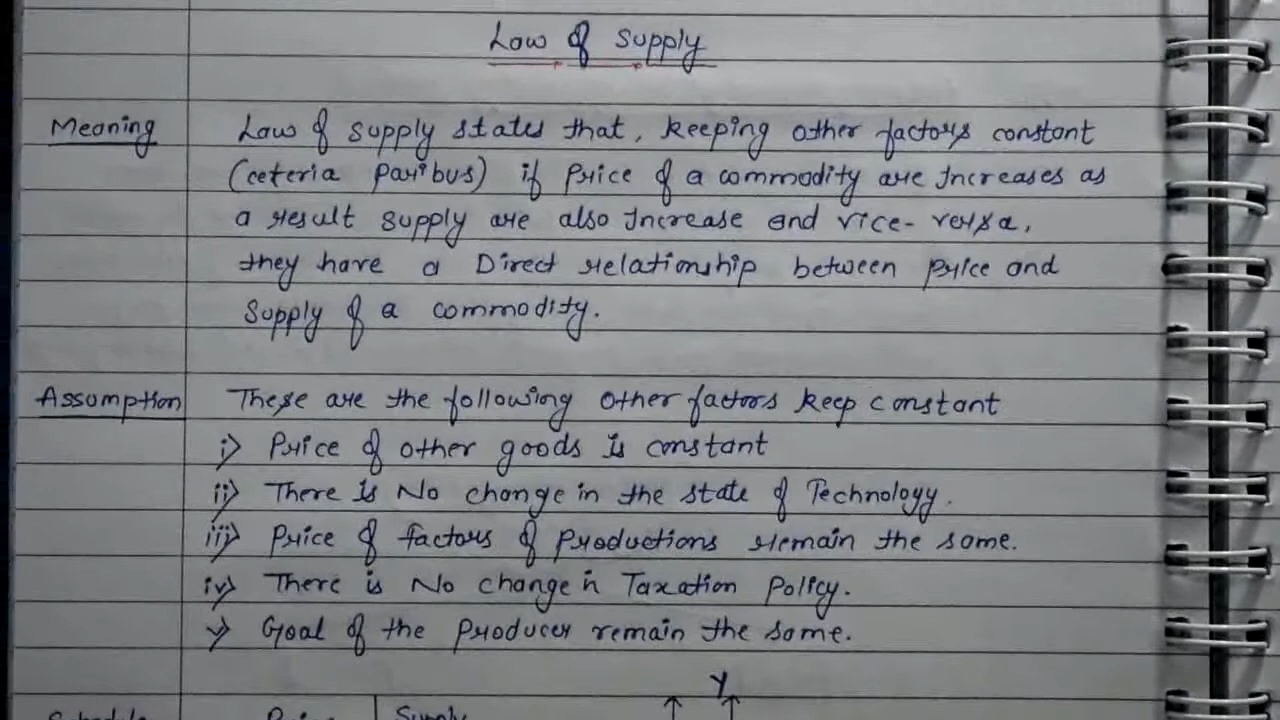 Law of Supply
Meaning
Law of supply states that, keeping other factors constant
(ceteria paribus) if price of a commodity are Increases as
a result supply are also Increase and vice-versa,
they have a Direct relationship between price and
Supply of a commodity.
Assumption
These are the following other factors keep constant
i) Price of other goods is constant
ii) There is No change in the state of Technology.
iii) Price of factors of productions remain the same.
iv) There is No change in Taxation Policy.
v) Goal of the Producer remain the same.
Y
Schedule Price Supply